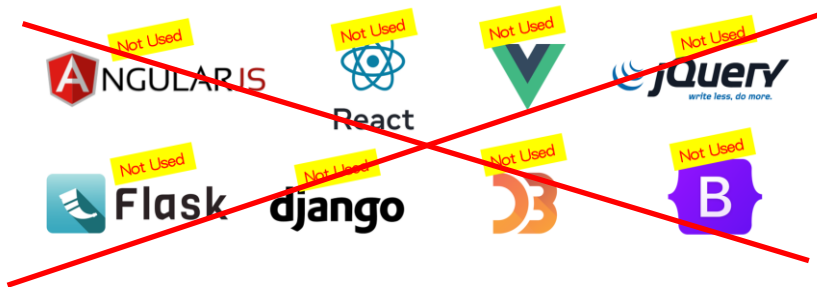 Not Used
Not Used
Not Used
Not Used
ANGULARJS
React
jQuery
write less, do more.
Not Used
Not Used
Not Used
Not Used
Flask
django
D3
B